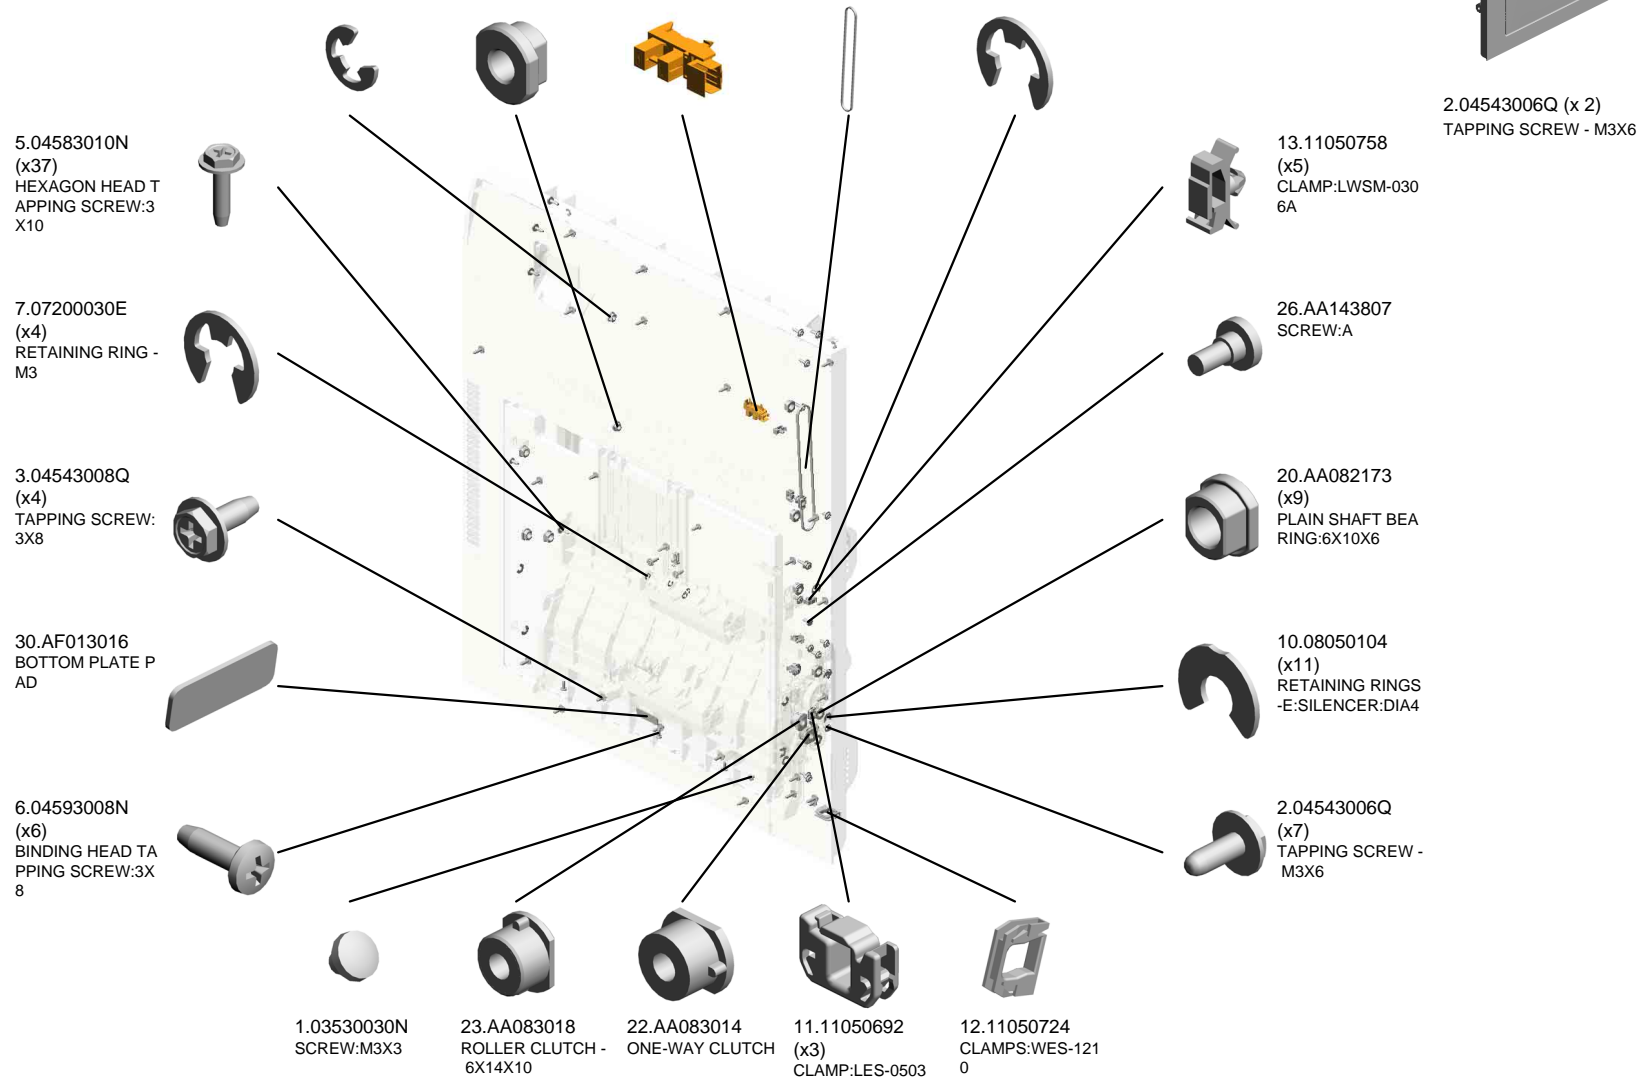 2.04543006Q (x 2)
TAPPING SCREW - M3X6
5.04583010N
(x37)
HEXAGON HEAD T
APPING SCREW:3
X10
13.11050758
(x5)
CLAMP:LWSM-030
6A
7.07200030E
(x4)
RETAINING RING -
M3
26.AA143807
SCREW:A
3.04543008Q
(x4)
TAPPING SCREW:
3X8
20.AA082173
(x9)
PLAIN SHAFT BEA
RING:6X10X6
30.AF013016
BOTTOM PLATE P
AD
10.08050104
(x11)
RETAINING RINGS
-E:SILENCER:DIA4
6.04593008N
(x6)
BINDING HEAD TA
PPING SCREW:3X
8
2.04543006Q
(x7)
TAPPING SCREW -
M3X6
1.03530030N
SCREW:M3X3
23.AA083018
ROLLER CLUTCH -
6X14X10
22.AA083014
ONE-WAY CLUTCH
11.11050692
(x3)
CLAMP:LES-0503
12.11050724
CLAMPS:WES-121
0